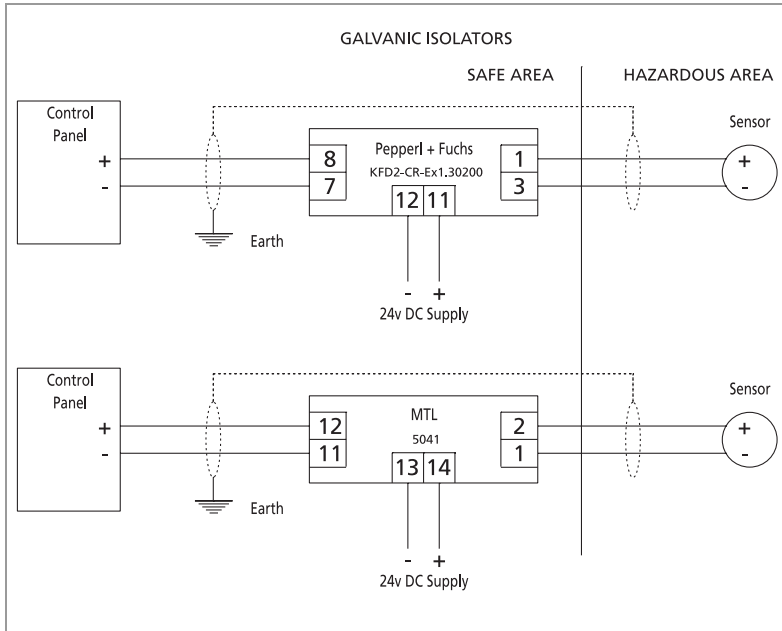 GALVANIC ISOLATORS
SAFE AREA
HAZARDOUS AREA
Control
Panel
+
-
Earth
8
7
Pepperl + Fuchs
KFD2-CR-Ex1.30200
12 11
1
3
- +
24v DC Supply
Sensor
+
-
Control
Panel
+
-
Earth
12
11
MTL
5041
13 14
2
1
- +
24v DC Supply
Sensor
+
-